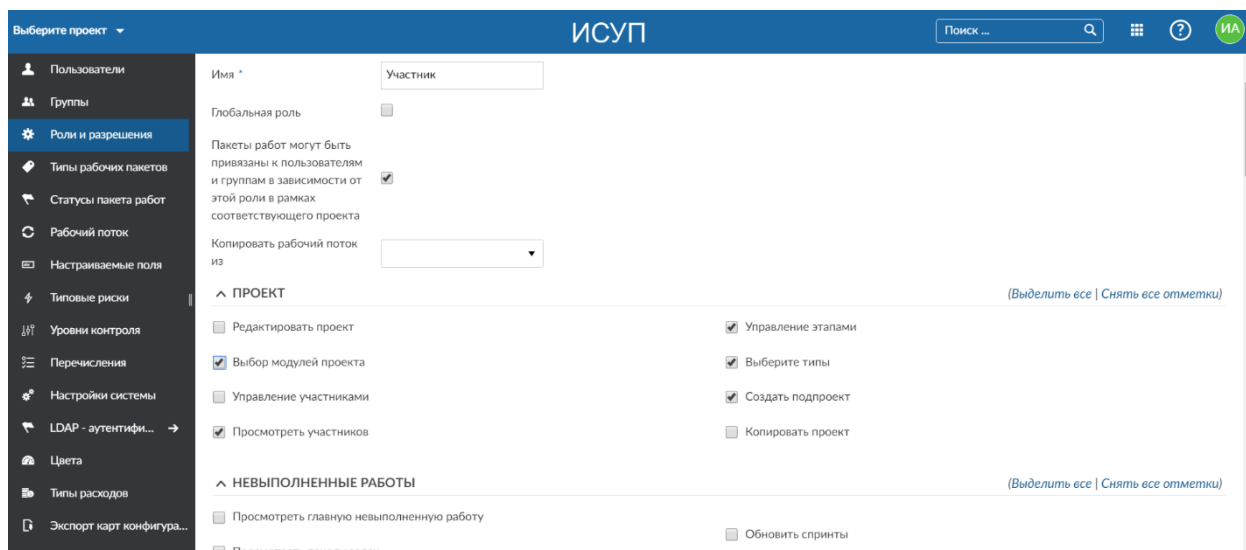 Выберите проект
ИСУП
Поиск ...
ИА
Пользователи
Группы
Роли и разрешения
Типы рабочих пакетов
Статусы пакета работ
Рабочий поток
Настраиваемые поля
Типовые риски
Уровни контроля
Перечисления
Настройки системы
LDAP - аутентифи...
Цвета
Типы расходов
Экспорт карт конфигура...
Имя *
Участник
Глобальная роль
Пакеты работ могут быть
привязаны к пользователям
и группам в зависимости от
этой роли в рамках
соответствующего проекта
Копировать рабочий поток
из
ПРОЕКТ
(Выделить все | Снять все отметки)
Редактировать проект
Управление этапами
Выбор модулей проекта
Выберите типы
Управление участниками
Создать подпроект
Просмотреть участников
Копировать проект
НЕВЫПОЛНЕННЫЕ РАБОТЫ
(Выделить все | Снять все отметки)
Просмотреть главную невыполненную работу
Обновить спринты